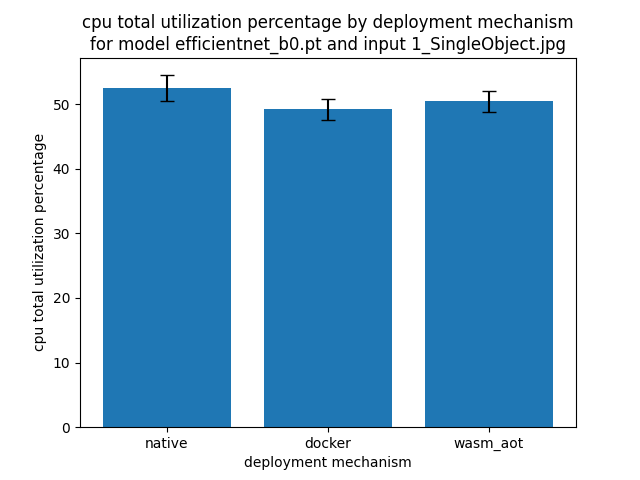 cpu total utilization percentage by deployment mechanism
for model efficientnet_b0.pt and input 1_SingleObject.jpg
cpu total utilization percentage
50
40
30
20
10
0
native
docker
wasm_aot
deployment mechanism